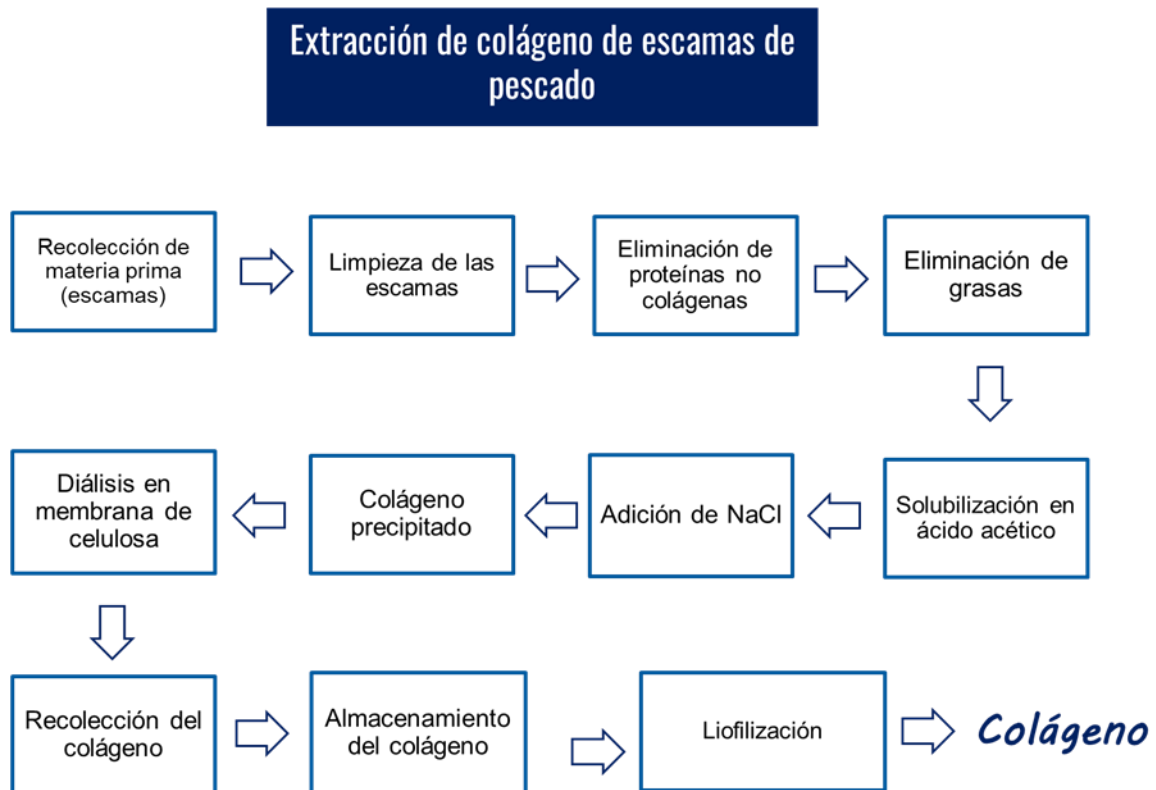 Extracción de colágeno de escamas de
pescado
Recolección de
materia prima
(escamas)
Limpieza de las
escamas
Eliminación de
proteínas no
colágenas
Eliminación de
grasas
Solubilización en
ácido acético
Adición de NaCl
Colágeno
precipitado
Diálisis en
membrana de
celulosa
Recolección del
colágeno
Almacenamiento
del colágeno
Liofilización
Colágeno